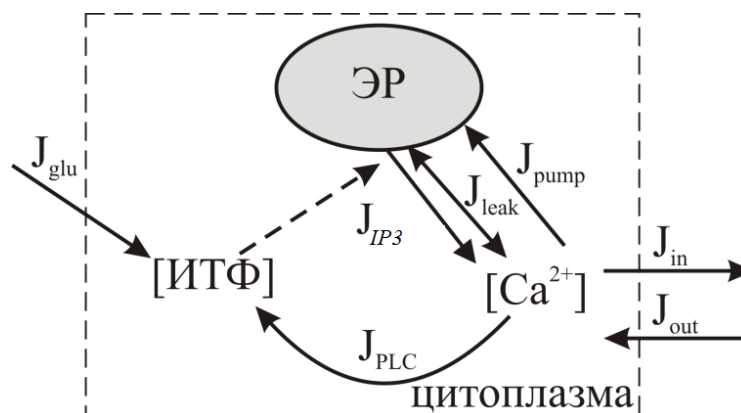 ЭР
J_glu
J_pump
J_leak
J_IP3
[ИТФ]
[Ca²⁺]
J_in
J_out
J_PLC
цитоплазма